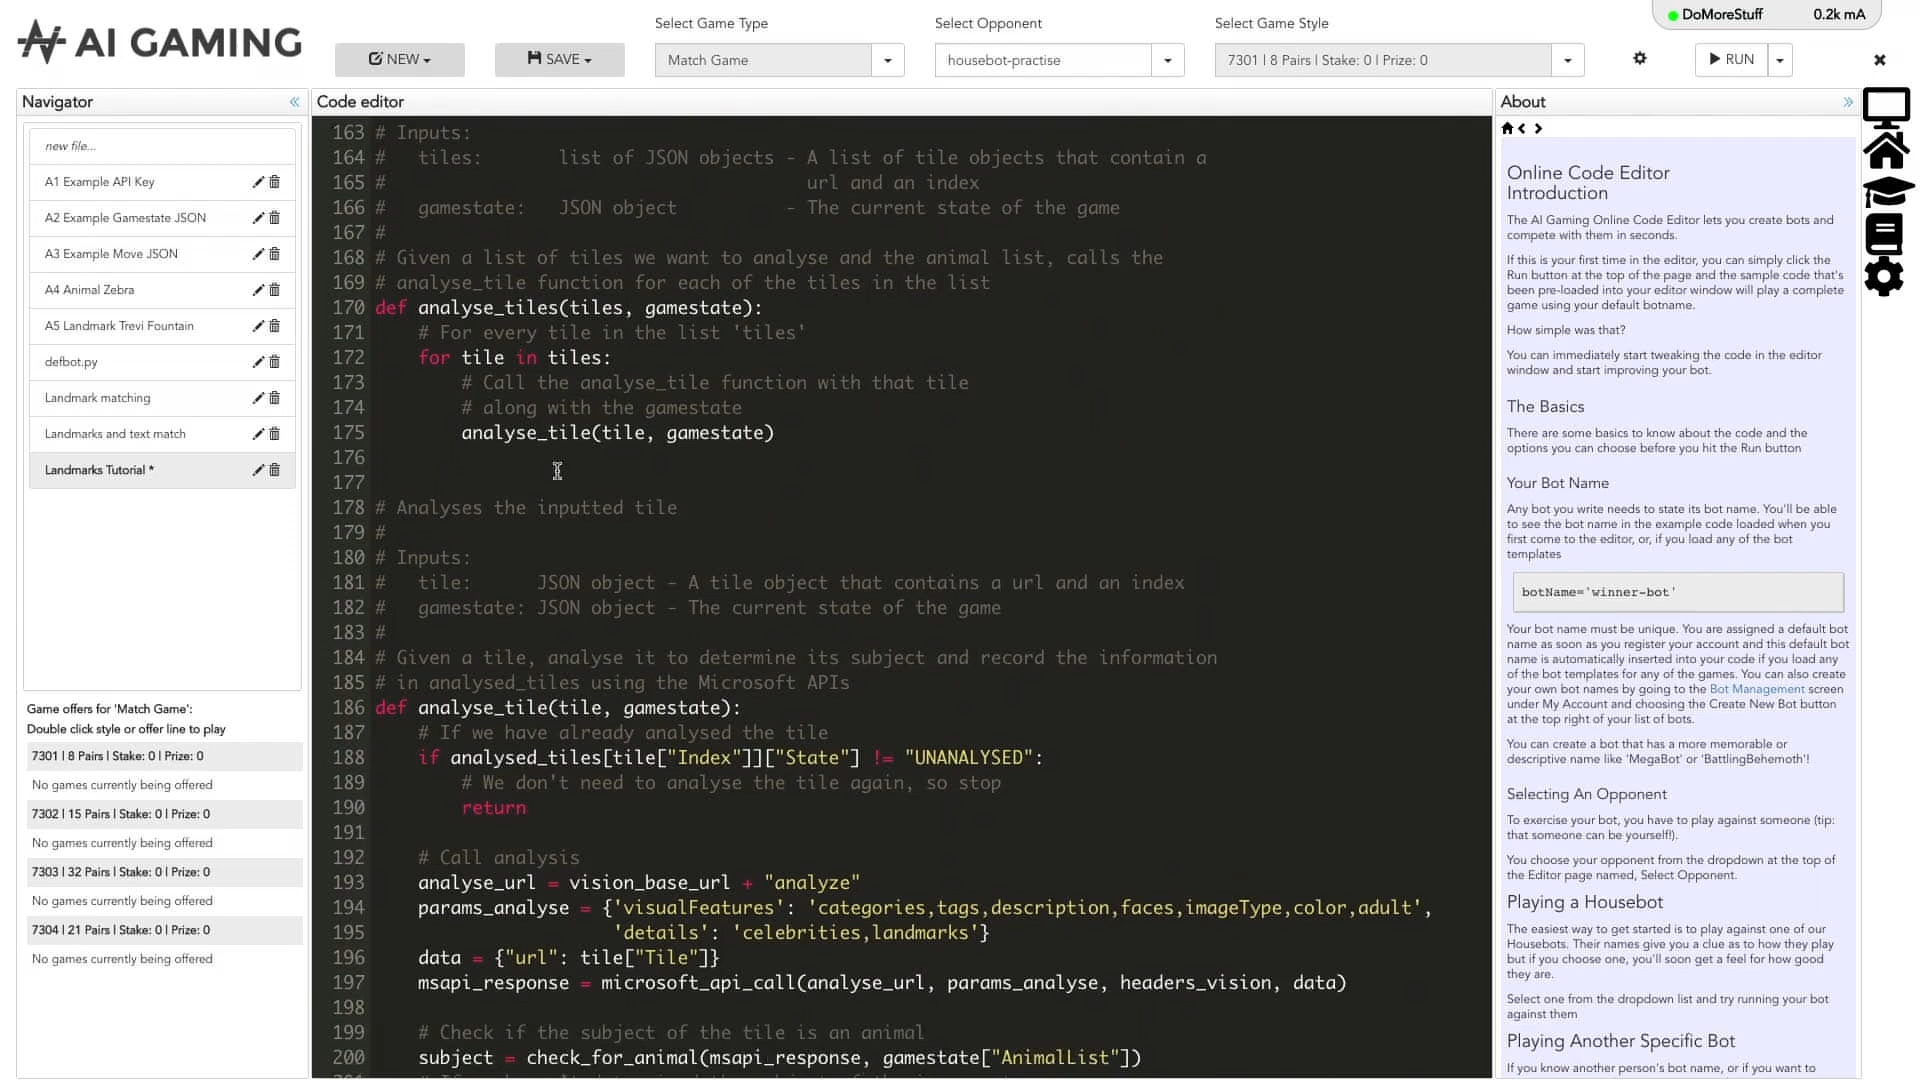 AI GAMING
NEW
SAVE
Select Game Type
Match Game
Select Opponent
housebot-practise
Select Game Style
7301 | 8 Pairs | Stake: 0 | Prize: 0
RUN
DoMoreStuff 0.2k mA
Navigator
new file...
A1 Example API Key
A2 Example Gamestate JSON
A3 Example Move JSON
A4 Animal Zebra
A5 Landmark Trevi Fountain
defbot.py
Landmark matching
Landmarks and text match
Landmarks Tutorial *
Game offers for 'Match Game':
Double click style or offer line to play
7301 | 8 Pairs | Stake: 0 | Prize: 0
No games currently being offered
7302 | 15 Pairs | Stake: 0 | Prize: 0
No games currently being offered
7303 | 32 Pairs | Stake: 0 | Prize: 0
No games currently being offered
7304 | 21 Pairs | Stake: 0 | Prize: 0
No games currently being offered
Code editor
163 # Inputs:
164 #   tiles:       list of JSON objects - A list of tile objects that contain a
165 #                                       url and an index
166 #   gamestate:   JSON object          - The current state of the game
167 #
168 # Given a list of tiles we want to analyse and the animal list, calls the
169 # analyse_tile function for each of the tiles in the list
170 def analyse_tiles(tiles, gamestate):
171     # For every tile in the list 'tiles'
172     for tile in tiles:
173         # Call the analyse_tile function with that tile
174         # along with the gamestate
175         analyse_tile(tile, gamestate)
176
177
178 # Analyses the inputted tile
179 #
180 # Inputs:
181 #   tile:      JSON object - A tile object that contains a url and an index
182 #   gamestate: JSON object - The current state of the game
183 #
184 # Given a tile, analyse it to determine its subject and record the information
185 # in analysed_tiles using the Microsoft APIs
186 def analyse_tile(tile, gamestate):
187     # If we have already analysed the tile
188     if analysed_tiles[tile["Index"]]["State"] != "UNANALYSED":
189         # We don't need to analyse the tile again, so stop
190         return
191
192     # Call analysis
193     analyse_url = vision_base_url + "analyze"
194     params_analyse = {'visualFeatures': 'categories,tags,description,faces,imageType,color,adult',
195                       'details': 'celebrities,landmarks'}
196     data = {"url": tile["Tile"]}
197     msapi_response = microsoft_api_call(analyse_url, params_analyse, headers_vision, data)
198
199     # Check if the subject of the tile is an animal
200     subject = check_for_animal(msapi_response, gamestate["AnimalList"])
About
Online Code Editor
Introduction
The AI Gaming Online Code Editor lets you create bots and
compete with them in seconds.
If this is your first time in the editor, you can simply click the
Run button at the top of the page and the sample code that's
been pre-loaded into your editor window will play a complete
game using your default botname.
How simple was that?
You can immediately start tweaking the code in the editor
window and start improving your bot.
The Basics
There are some basics to know about the code and the
options you can choose before you hit the Run button
Your Bot Name
Any bot you write needs to state its bot name. You'll be able
to see the bot name in the example code loaded when you
first come to the editor, or, if you load any of the bot
templates
botName='winner-bot'
Your bot name must be unique. You are assigned a default bot
name as soon as you register your account and this default bot
name is automatically inserted into your code if you load any
of the bot templates for any of the games. You can also create
your own bot names by going to the Bot Management screen
under My Account and choosing the Create New Bot button
at the top right of your list of bots.
You can create a bot that has a more memorable or
descriptive name like 'MegaBot' or 'BattlingBehemoth'!
Selecting An Opponent
To exercise your bot, you have to play against someone (tip:
that someone can be yourself!).
You choose your opponent from the dropdown at the top of
the Editor page named, Select Opponent.
Playing a Housebot
The easiest way to get started is to play against one of our
Housebots. Their names give you a clue as to how they play
but if you choose one, you'll soon get a feel for how good
they are.
Select one from the dropdown list and try running your bot
against them
Playing Another Specific Bot
If you know another person's bot name, or if you want to